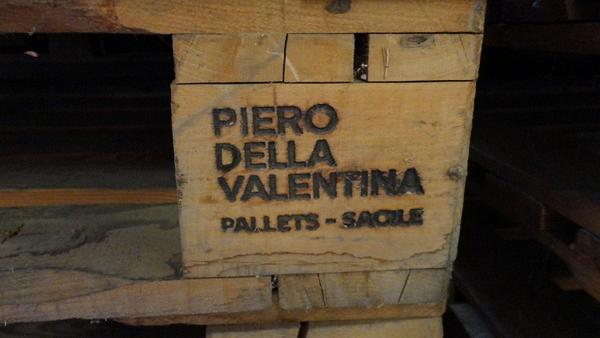 PIERO
DELLA
VALENTINA
PALLETS - SACILE